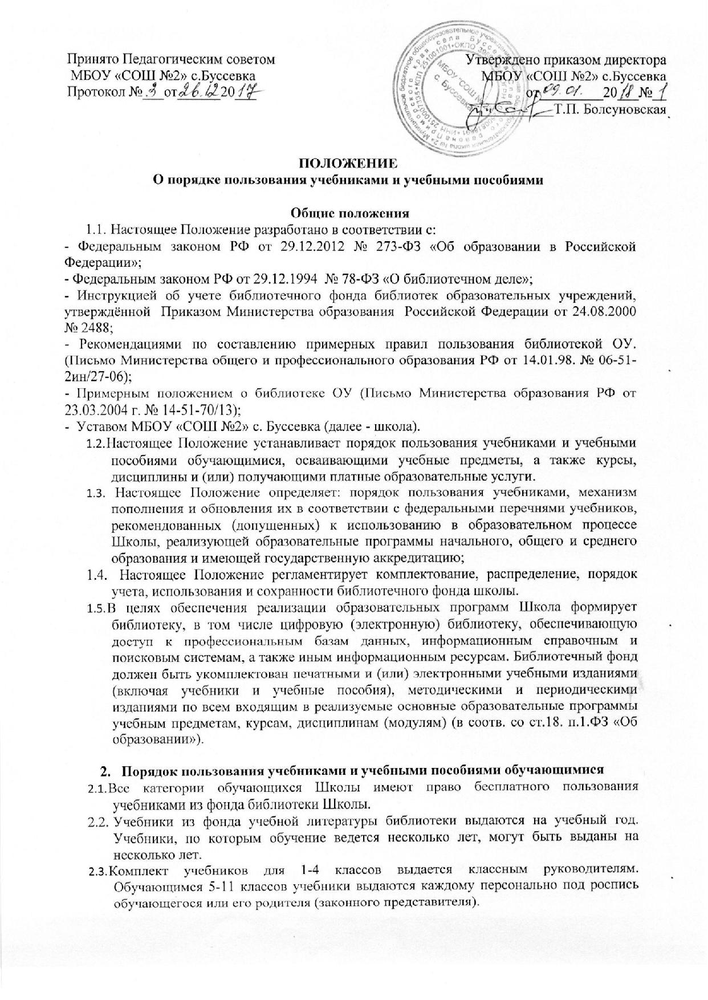 Принято Педагогическим советом
МБОУ «СОШ №2» с.Буссевка
Протокол № 3 от 26.12 2017
Утверждено приказом директора
МБОУ «СОШ №2» с.Буссевка
от 09.01. 2018 № 1
Т.П. Болсуновская
МБОУ "СОШ №
с. Буссевка
ПОЛОЖЕНИЕ
О порядке пользования учебниками и учебными пособиями
Общие положения
1.1. Настоящее Положение разработано в соответствии с:
- Федеральным законом РФ от 29.12.2012 № 273-ФЗ «Об образовании в Российской
Федерации»;
- Федеральным законом РФ от 29.12.1994 № 78-ФЗ «О библиотечном деле»;
- Инструкцией об учете библиотечного фонда библиотек образовательных учреждений,
утверждённой Приказом Министерства образования Российской Федерации от 24.08.2000
№ 2488;
- Рекомендациями по составлению примерных правил пользования библиотекой ОУ.
(Письмо Министерства общего и профессионального образования РФ от 14.01.98. № 06-51-
2ин/27-06);
- Примерным положением о библиотеке ОУ (Письмо Министерства образования РФ от
23.03.2004 г. № 14-51-70/13);
- Уставом МБОУ «СОШ №2» с. Буссевка (далее - школа).
1.2.Настоящее Положение устанавливает порядок пользования учебниками и учебными
пособиями обучающимися, осваивающими учебные предметы, а также курсы,
дисциплины и (или) получающими платные образовательные услуги.
1.3. Настоящее Положение определяет: порядок пользования учебниками, механизм
пополнения и обновления их в соответствии с федеральными перечнями учебников,
рекомендованных (допущенных) к использованию в образовательном процессе
Школы, реализующей образовательные программы начального, общего и среднего
образования и имеющей государственную аккредитацию;
1.4. Настоящее Положение регламентирует комплектование, распределение, порядок
учета, использования и сохранности библиотечного фонда школы.
1.5.В целях обеспечения реализации образовательных программ Школа формирует
библиотеку, в том числе цифровую (электронную) библиотеку, обеспечивающую
доступ к профессиональным базам данных, информационным справочным и
поисковым системам, а также иным информационным ресурсам. Библиотечный фонд
должен быть укомплектован печатными и (или) электронными учебными изданиями
(включая учебники и учебные пособия), методическими и периодическими
изданиями по всем входящим в реализуемые основные образовательные программы
учебным предметам, курсам, дисциплинам (модулям) (в соотв. со ст.18. п.1.ФЗ «Об
образовании»).
2. Порядок пользования учебниками и учебными пособиями обучающимися
2.1.Все категории обучающихся Школы имеют право бесплатного пользования
учебниками из фонда библиотеки Школы.
2.2. Учебники из фонда учебной литературы библиотеки выдаются на учебный год.
Учебники, по которым обучение ведется несколько лет, могут быть выданы на
несколько лет.
2.3.Комплект учебников для 1-4 классов выдается классным руководителям.
Обучающимся 5-11 классов учебники выдаются каждому персонально под роспись
обучающегося или его родителя (законного представителя).